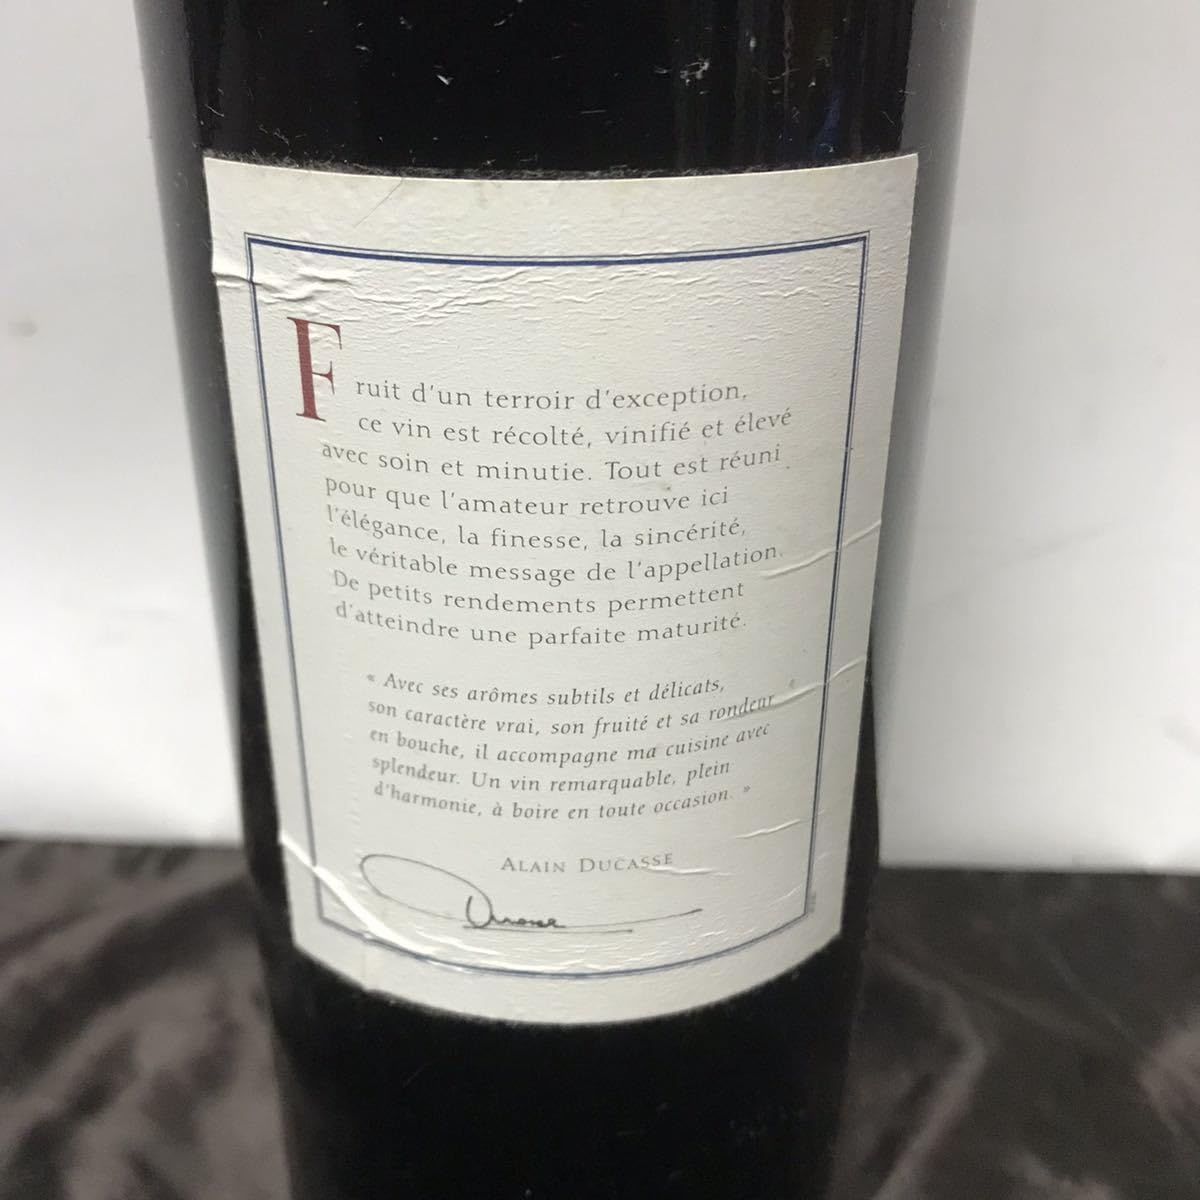 Fruit d'un terroir d'exception,
ce vin est récolté, vinifié et élevé
avec soin et minutie. Tout est réuni
pour que l'amateur retrouve ici
l'élégance, la finesse, la sincérité,
le véritable message de l'appellation.
De petits rendements permettent
d'atteindre une parfaite maturité.
« Avec ses arômes subtils et délicats,
son caractère vrai, son fruité et sa rondeur
en bouche, il accompagne ma cuisine avec
splendeur. Un vin remarquable, plein
d'harmonie, à boire en toute occasion. »
ALAIN DUCASSE